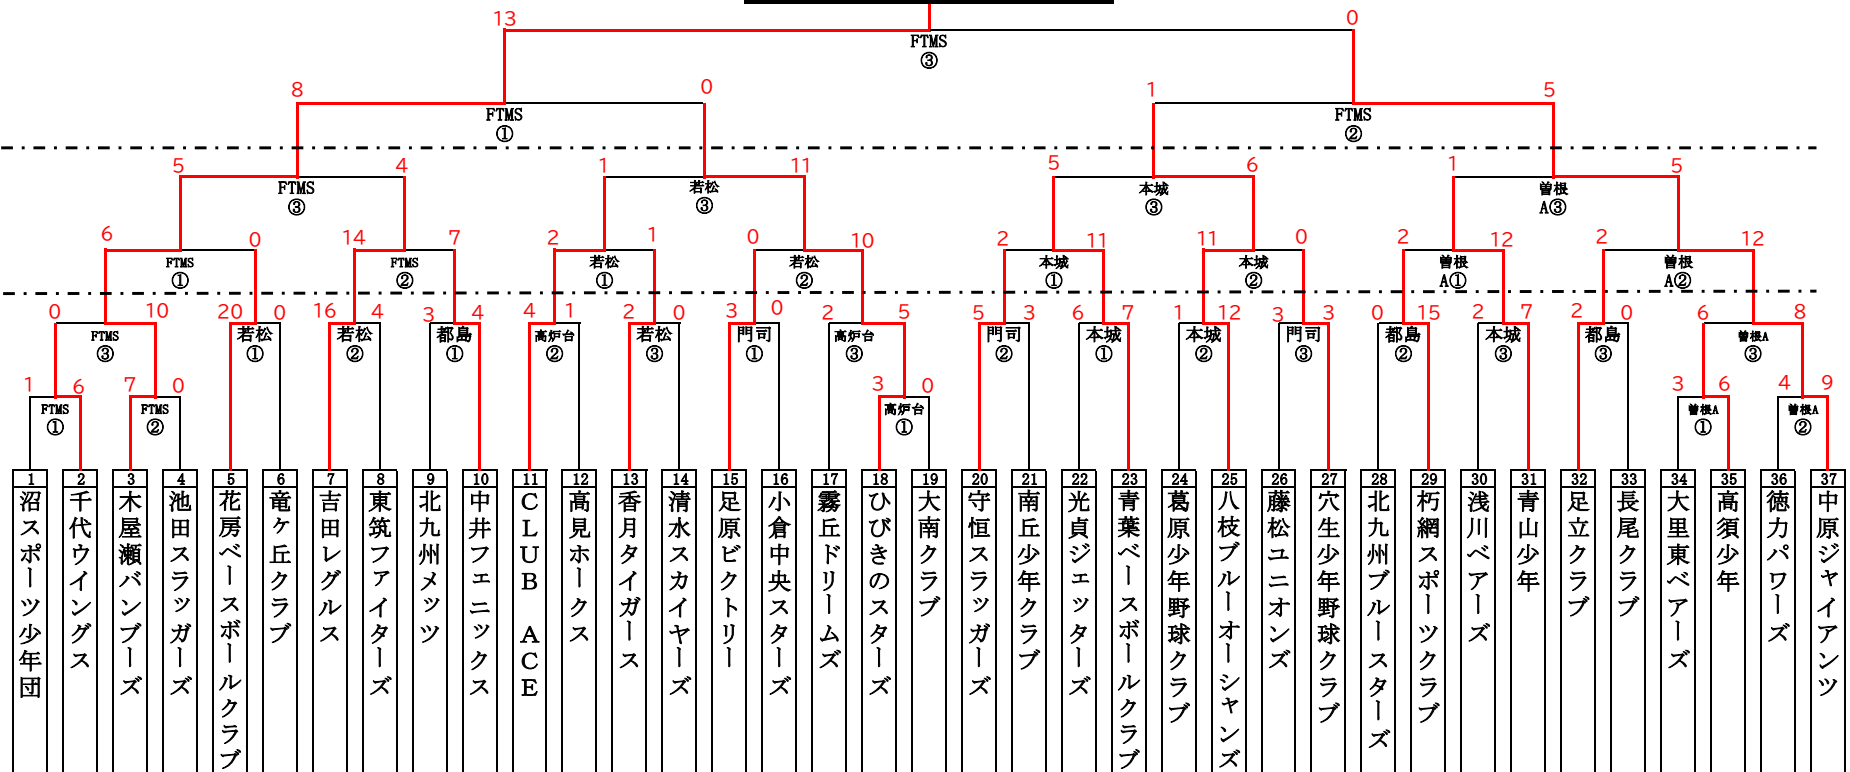 13 0
FTMS
③
8 0 1 5
FTMS FTMS
① ②
5 4 1 11 5 6 1 5
FTMS 若松 本城 曽根
③ ③ ③ A③
6 0 14 7 2 1 0 10 2 11 11 0 2 12 2 12
FTMS FTMS 若松 若松 本城 本城 曽根 曽根
① ② ① ② ① ② A① A②
0 10 20 0 16 4 3 4 4 1 2 0 3 0 2 5 5 3 6 7 1 12 3 3 0 15 2 7 2 0 6 8
FTMS 若松 若松 都島 高炉台 若松 門司 高炉台 門司 本城 本城 門司 都島 本城 都島 曽根A
③ ① ② ① ② ③ ① ③ ② ① ② ③ ② ③ ③ ③
1 6 7 0 3 0 3 6 4 9
FTMS FTMS 高炉台 曽根A 曽根A
① ② ① ① ②
1 沼スポーツ少年団
2 千代ウイングス
3 木屋瀬バンブーズ
4 池田スラッガーズ
5 花房ベースボールクラブ
6 竜ヶ丘クラブ
7 吉田レグルス
8 東筑ファイターズ
9 北九州メッツ
10 中井フェニックス
11 CLUB ACE
12 高見ホークス
13 香月タイガース
14 清水スカイヤーズ
15 足原ビクトリー
16 小倉中央スターズ
17 霧丘ドリームズ
18 ひびきのスターズ
19 大南クラブ
20 守恒スラッガーズ
21 南丘少年クラブ
22 光貞ジェッターズ
23 青葉ベースボールクラブ
24 葛原少年野球クラブ
25 八枝ブルーオーシャンズ
26 藤松ユニオンズ
27 穴生少年野球クラブ
28 北九州ブルースターズ
29 朽網スポーツクラブ
30 浅川ベアーズ
31 青山少年
32 足立クラブ
33 長尾クラブ
34 大里東ベアーズ
35 高須少年
36 徳力パワーズ
37 中原ジャイアンツ